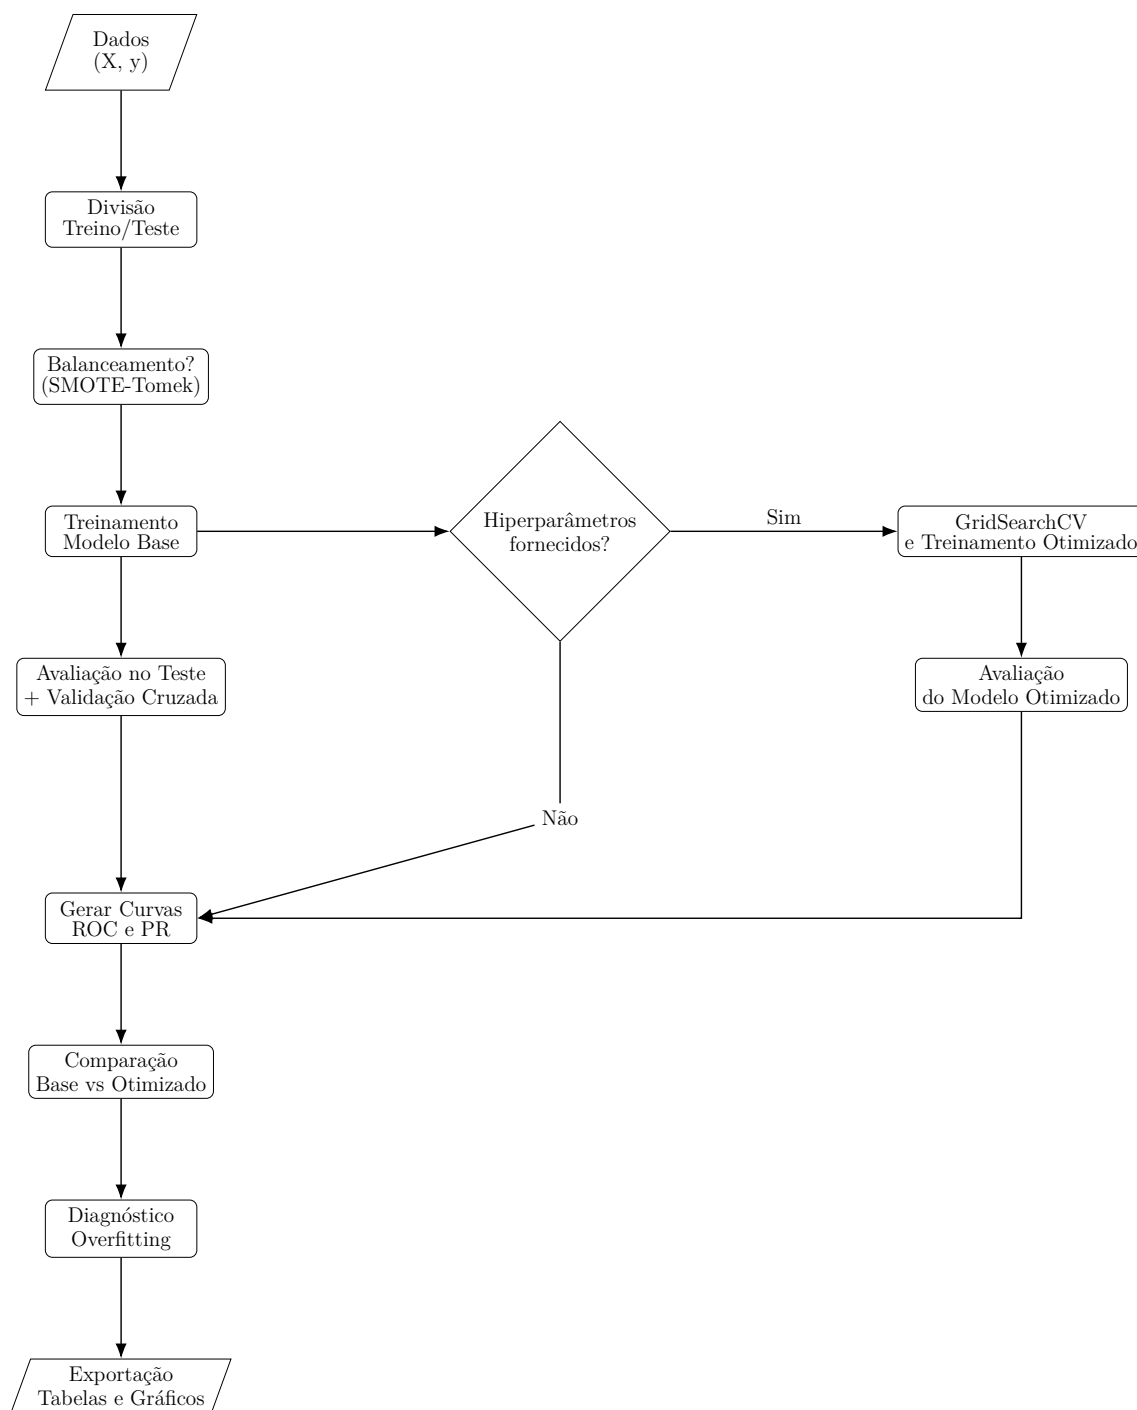 Dados
(X, y)
Divisão
Treino/Teste
Balanceamento?
(SMOTE-Tomek)
Treinamento
Modelo Base
Hiperparâmetros
fornecidos?
Sim
GridSearchCV
e Treinamento Otimizado
Avaliação no Teste
+ Validação Cruzada
Avaliação
do Modelo Otimizado
Não
Gerar Curvas
ROC e PR
Comparação
Base vs Otimizado
Diagnóstico
Overfitting
Exportação
Tabelas e Gráficos